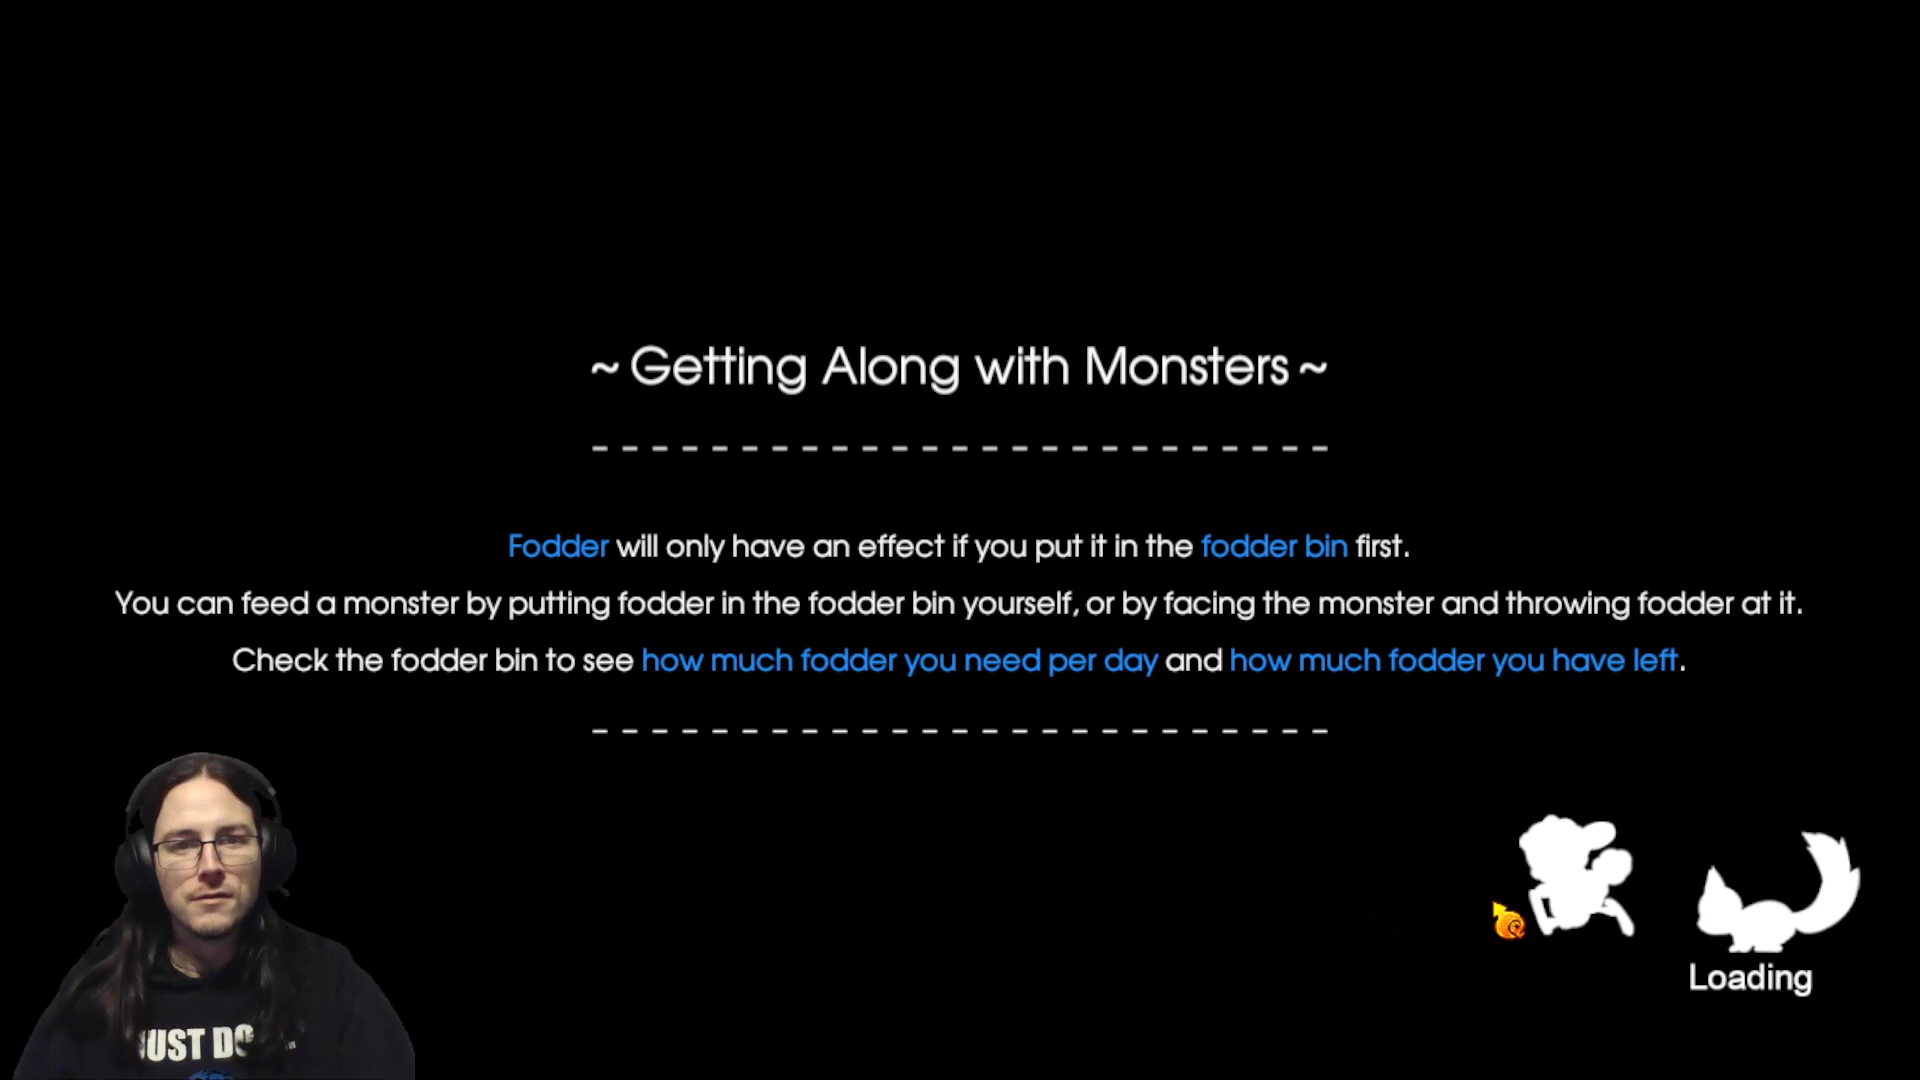 ~ Getting Along with Monsters ~
Fodder will only have an effect if you put it in the fodder bin first.
You can feed a monster by putting fodder in the fodder bin yourself, or by facing the monster and throwing fodder at it.
Check the fodder bin to see how much fodder you need per day and how much fodder you have left.
JUST DO
Loading